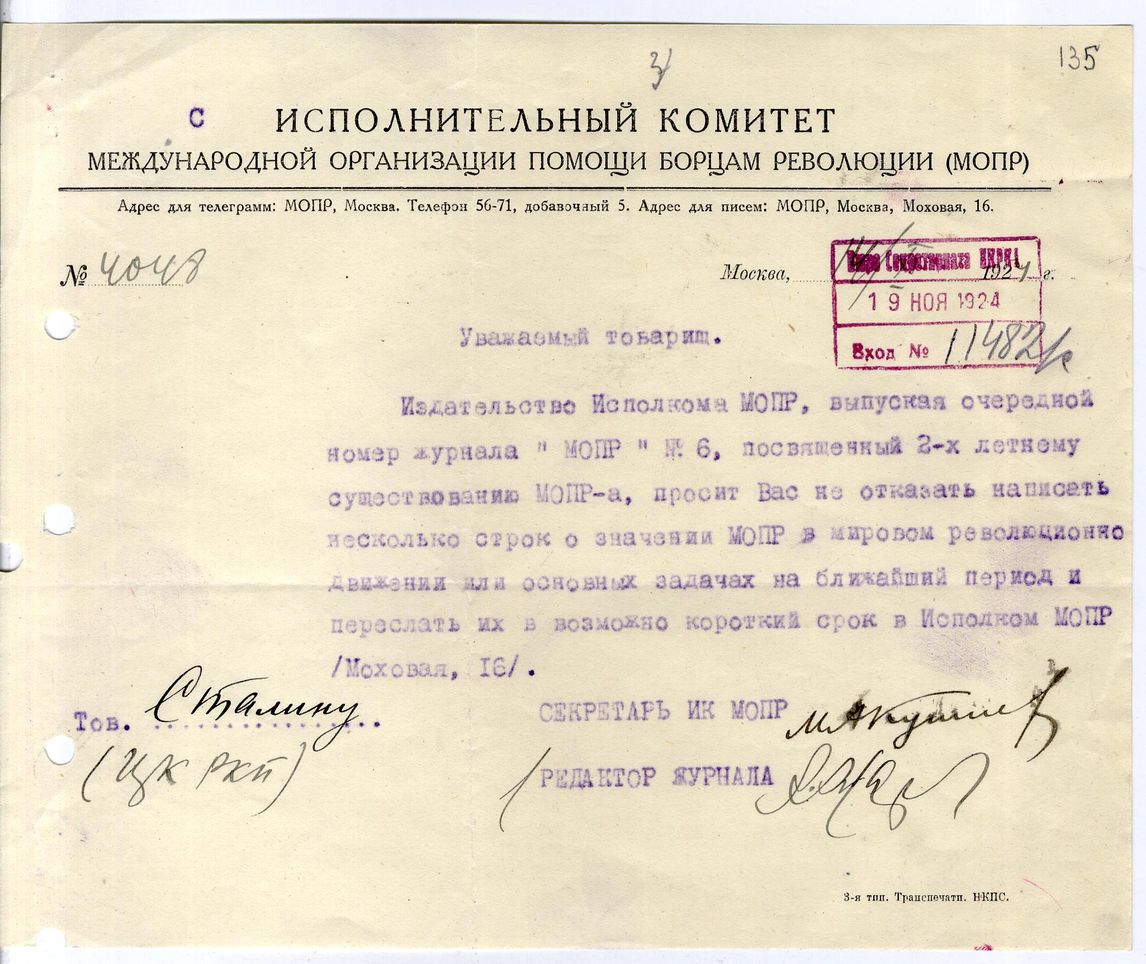 135
С ИСПОЛНИТЕЛЬНЫЙ КОМИТЕТ
МЕЖДУНАРОДНОЙ ОРГАНИЗАЦИИ ПОМОЩИ БОРЦАМ РЕВОЛЮЦИИ (МОПР)
Адрес для телеграмм: МОПР, Москва. Телефон 56-71, добавочный 5. Адрес для писем: МОПР, Москва, Моховая, 16.
№ 4048
Москва, 1924 г.
19 НОЯ 1924
Вход № 11482/к
Уважаемый товарищ.
Издательство Исполкома МОПР, выпуская очередной
номер журнала " МОПР " № 6, посвященный 2-х летнему
существованию МОПР-а, просит Вас не отказать написать
несколько строк о значении МОПР в мировом революционно
движении или основных задачах на ближайший период и
переслать их в возможно короткий срок в Исполком МОПР
/Моховая, 16/.
Тов. Сталину
(ЦК РКП)
СЕКРЕТАРЬ ИК МОПР
РЕДАКТОР ЖУРНАЛА
3-я тип. Транспечати. НКПС.